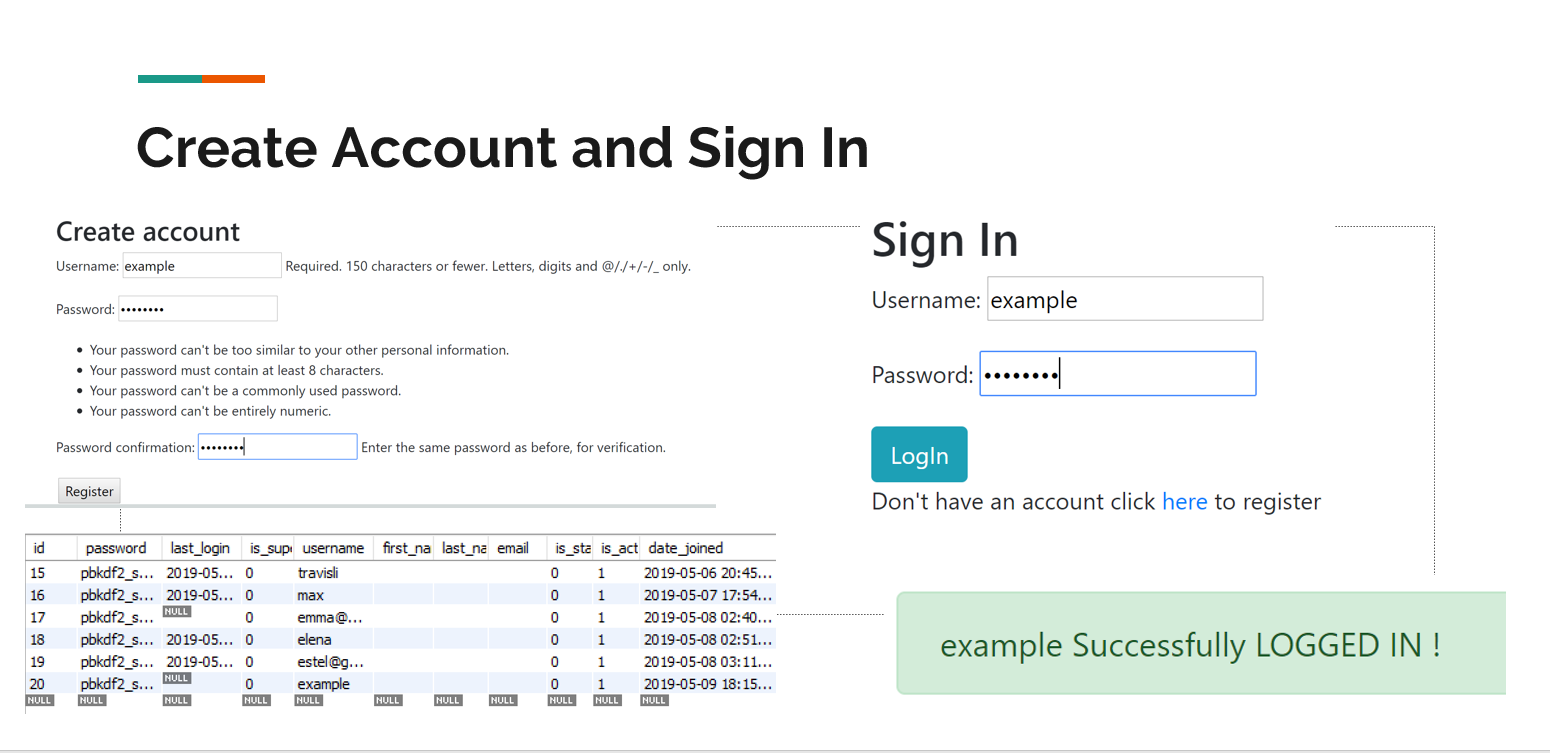 Create Account and Sign In
Create account
Username: example Required. 150 characters or fewer. Letters, digits and @/./+/-/_ only.
Password: ••••••••
• Your password can't be too similar to your other personal information.
• Your password must contain at least 8 characters.
• Your password can't be a commonly used password.
• Your password can't be entirely numeric.
Password confirmation: •••••••• Enter the same password as before, for verification.
Register
id password last_login is_supe username first_na last_na email is_sta is_act date_joined
15 pbkdf2_s... 2019-05... 0 travisli 0 1 2019-05-06 20:45...
16 pbkdf2_s... 2019-05... 0 max 0 1 2019-05-07 17:54...
17 pbkdf2_s... NULL 0 emma@... 0 1 2019-05-08 02:40...
18 pbkdf2_s... 2019-05... 0 elena 0 1 2019-05-08 02:51...
19 pbkdf2_s... 2019-05... 0 estel@g... 0 1 2019-05-08 03:11...
20 pbkdf2_s... NULL 0 example 0 1 2019-05-09 18:15...
NULL NULL NULL NULL NULL NULL NULL NULL NULL NULL NULL
Sign In
Username: example
Password: ••••••••
LogIn
Don't have an account click here to register
example Successfully LOGGED IN !